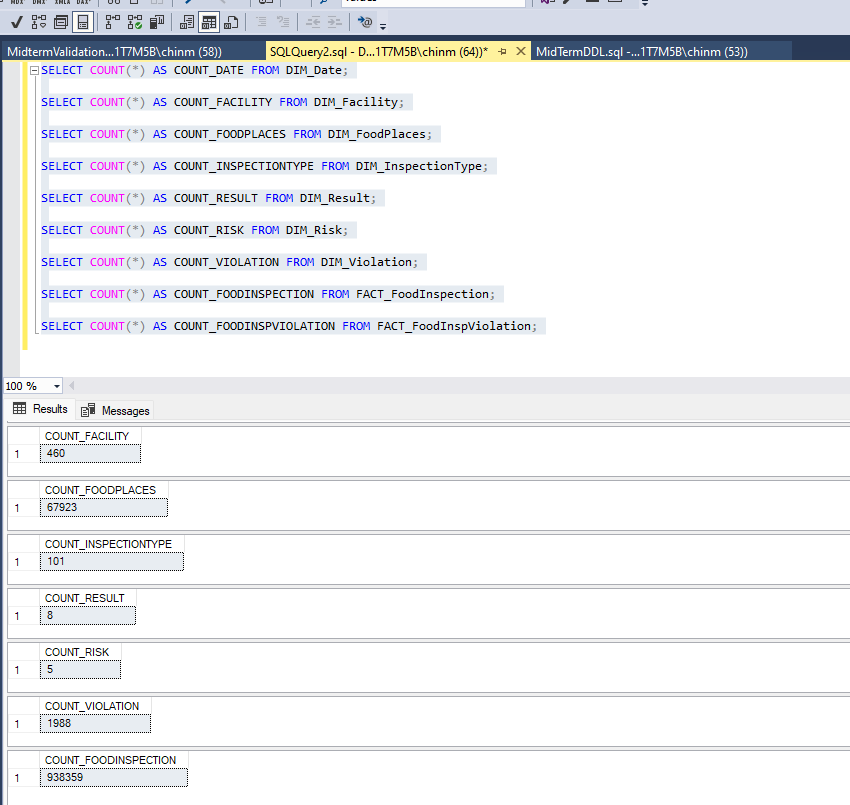 MidtermValidation...1T7M5B\chinm (58))
SQLQuery2.sql - D...1T7M5B\chinm (64))*
MidTermDDL.sql -...1T7M5B\chinm (53))
SELECT COUNT(*) AS COUNT_DATE FROM DIM_Date;
SELECT COUNT(*) AS COUNT_FACILITY FROM DIM_Facility;
SELECT COUNT(*) AS COUNT_FOODPLACES FROM DIM_FoodPlaces;
SELECT COUNT(*) AS COUNT_INSPECTIONTYPE FROM DIM_InspectionType;
SELECT COUNT(*) AS COUNT_RESULT FROM DIM_Result;
SELECT COUNT(*) AS COUNT_RISK FROM DIM_Risk;
SELECT COUNT(*) AS COUNT_VIOLATION FROM DIM_Violation;
SELECT COUNT(*) AS COUNT_FOODINSPECTION FROM FACT_FoodInspection;
SELECT COUNT(*) AS COUNT_FOODINSPVIOLATION FROM FACT_FoodInspViolation;
100 %
Results
Messages
COUNT_FACILITY
1 460
COUNT_FOODPLACES
1 67923
COUNT_INSPECTIONTYPE
1 101
COUNT_RESULT
1 8
COUNT_RISK
1 5
COUNT_VIOLATION
1 1988
COUNT_FOODINSPECTION
1 938359